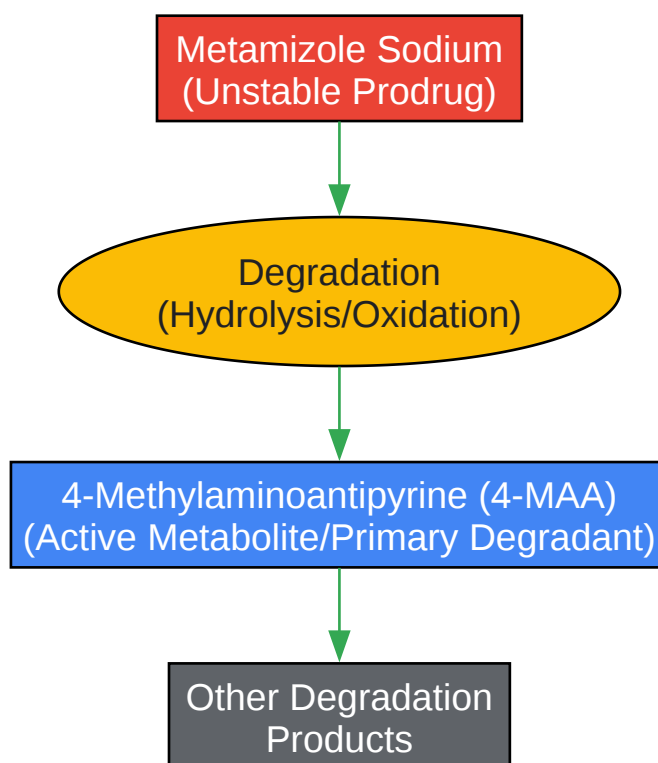 Metamizole Sodium
(Unstable Prodrug)
Degradation
(Hydrolysis/Oxidation)
4-Methylaminoantipyrine (4-MAA)
(Active Metabolite/Primary Degradant)
Other Degradation
Products